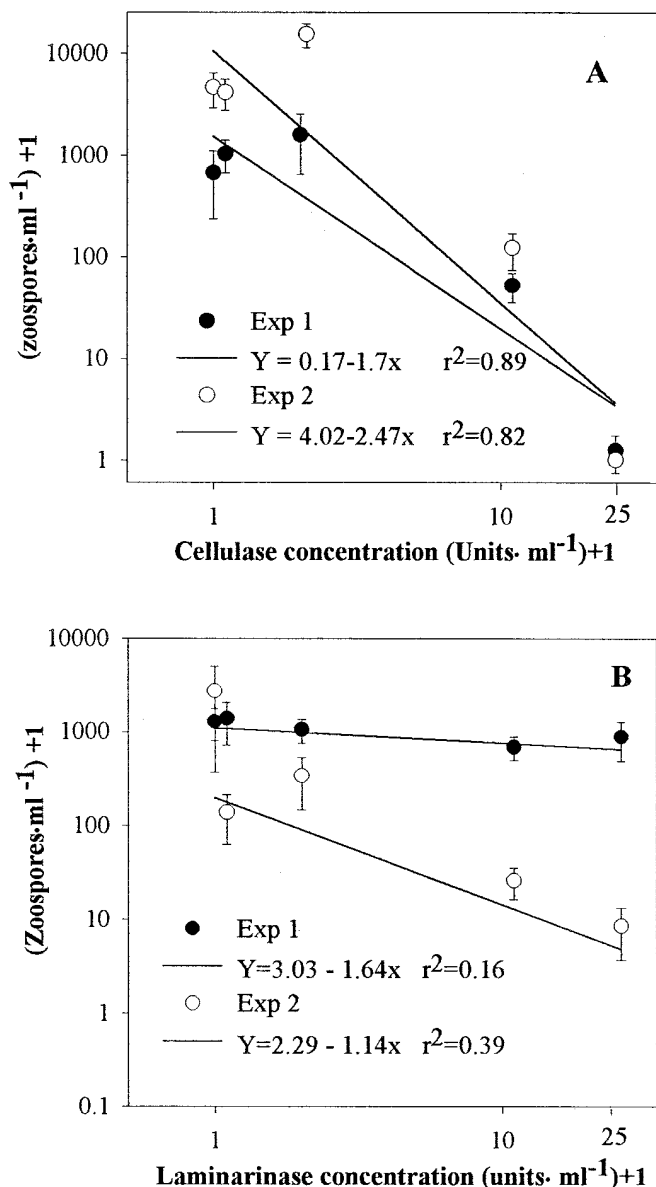 10000
A
1000
100
10
1
(zoospores·ml⁻¹) +1
Exp 1
Y = 0.17-1.7x r²=0.89
Exp 2
Y = 4.02-2.47x r²=0.82
1 10 25
Cellulase concentration (Units· ml⁻¹)+1
10000
B
1000
100
10
1
0.1
(Zoospores·ml⁻¹) +1
Exp 1
Y=3.03 - 1.64x r²=0.16
Exp 2
Y=2.29 - 1.14x r²=0.39
1 10 25
Laminarinase concentration (units· ml⁻¹)+1